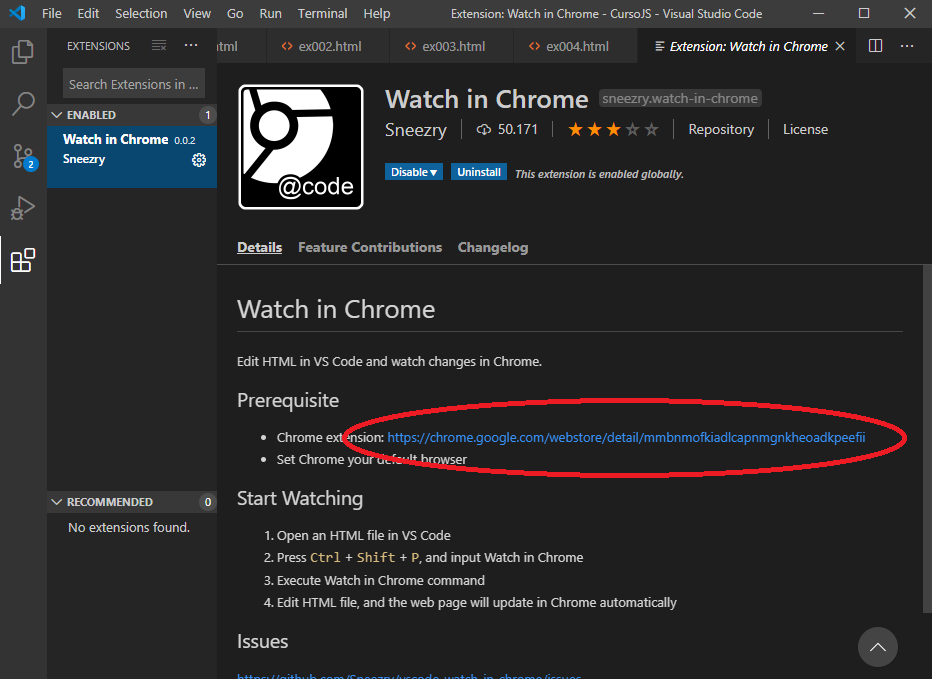 File Edit Selection View Go Run Terminal Help Extension: Watch in Chrome - CursoJS - Visual Studio Code
EXTENSIONS ··· tml ex002.html ex003.html ex004.html Extension: Watch in Chrome ···
Search Extensions in ...
ENABLED 1
Watch in Chrome 0.0.2
Sneezry
2
@code
Watch in Chrome sneezry.watch-in-chrome
Sneezry 50.171 Repository License
Disable Uninstall This extension is enabled globally.
Details Feature Contributions Changelog
Watch in Chrome
Edit HTML in VS Code and watch changes in Chrome.
Prerequisite
• Chrome extension: https://chrome.google.com/webstore/detail/mmbnmofkiadlcapnmgnkheoadkpeefii
• Set Chrome your default browser
RECOMMENDED 0
No extensions found.
Start Watching
1. Open an HTML file in VS Code
2. Press Ctrl + Shift + P, and input Watch in Chrome
3. Execute Watch in Chrome command
4. Edit HTML file, and the web page will update in Chrome automatically
Issues
https://github.com/Sneezry/vscode-watch-in-chrome/issues